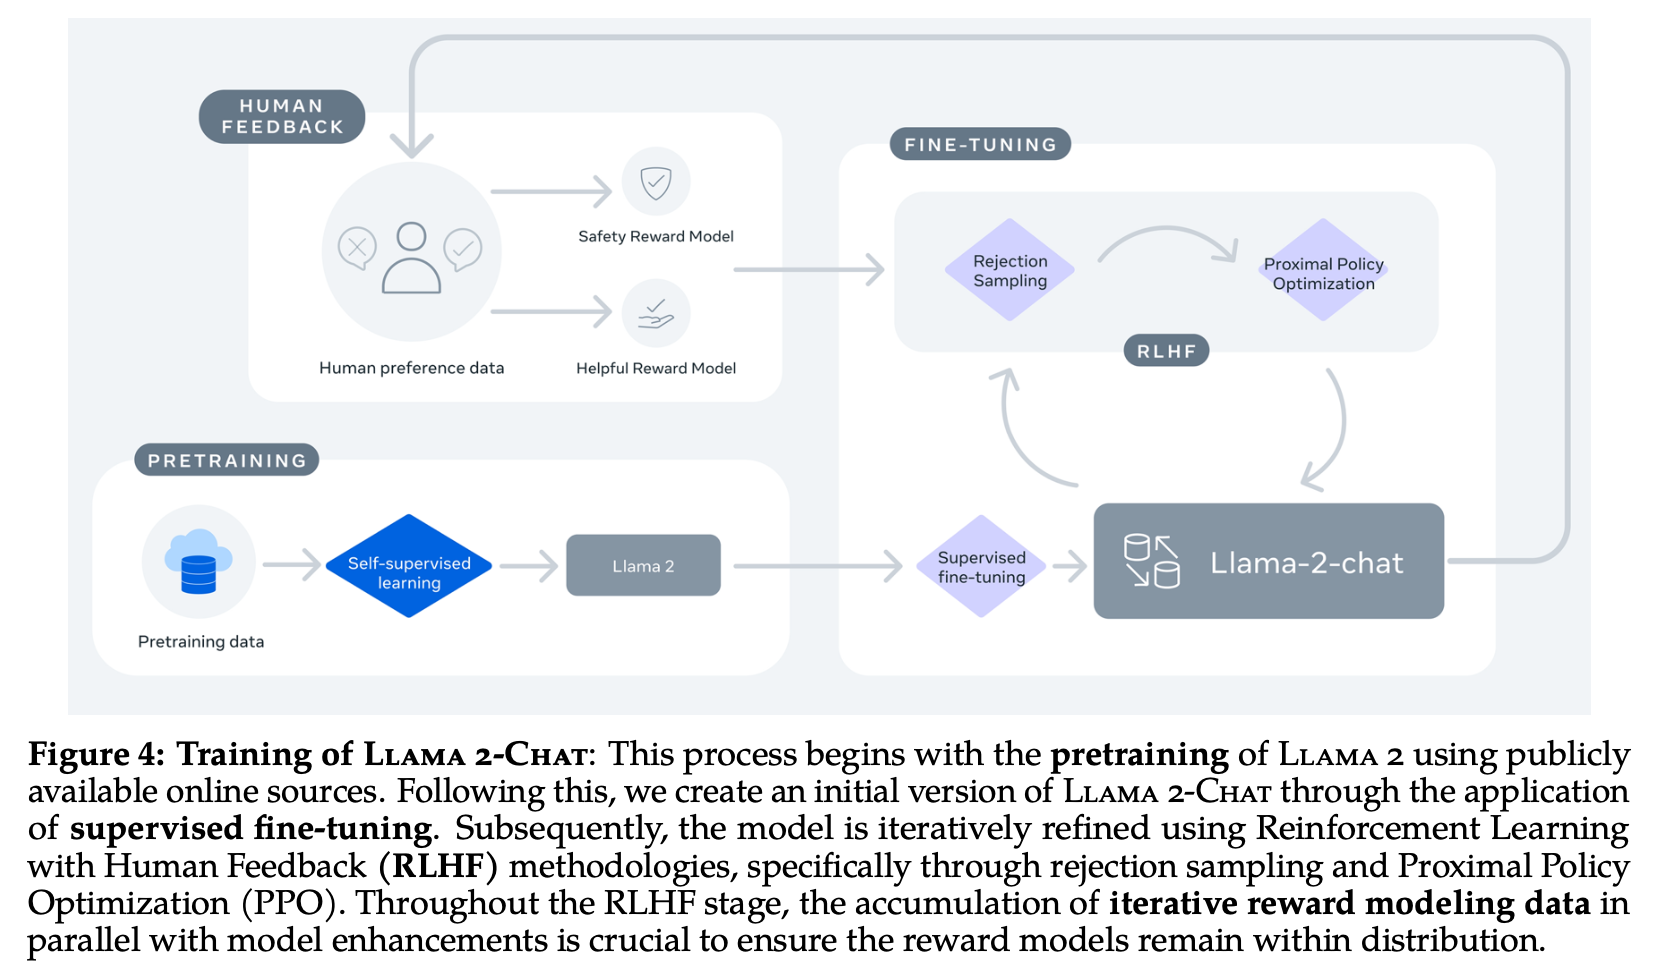 HUMAN
FEEDBACK
Safety Reward Model
Human preference data
Helpful Reward Model
FINE-TUNING
Rejection
Sampling
Proximal Policy
Optimization
RLHF
PRETRAINING
Pretraining data
Self-supervised
learning
Llama 2
Supervised
fine-tuning
Llama-2-chat
Figure 4: Training of Llama 2-Chat: This process begins with the pretraining of Llama 2 using publicly
available online sources. Following this, we create an initial version of Llama 2-Chat through the application
of supervised fine-tuning. Subsequently, the model is iteratively refined using Reinforcement Learning
with Human Feedback (RLHF) methodologies, specifically through rejection sampling and Proximal Policy
Optimization (PPO). Throughout the RLHF stage, the accumulation of iterative reward modeling data in
parallel with model enhancements is crucial to ensure the reward models remain within distribution.